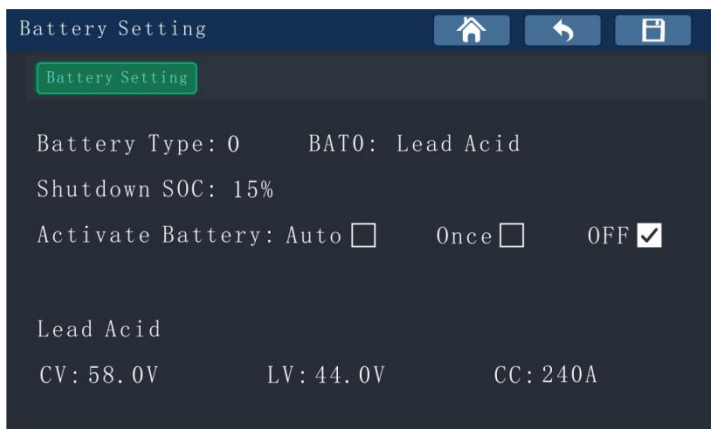 Battery Setting
Battery Setting
Battery Type: 0 BAT0: Lead Acid
Shutdown SOC: 15%
Activate Battery: Auto Once OFF
Lead Acid
CV: 58.0V LV: 44.0V CC: 240A